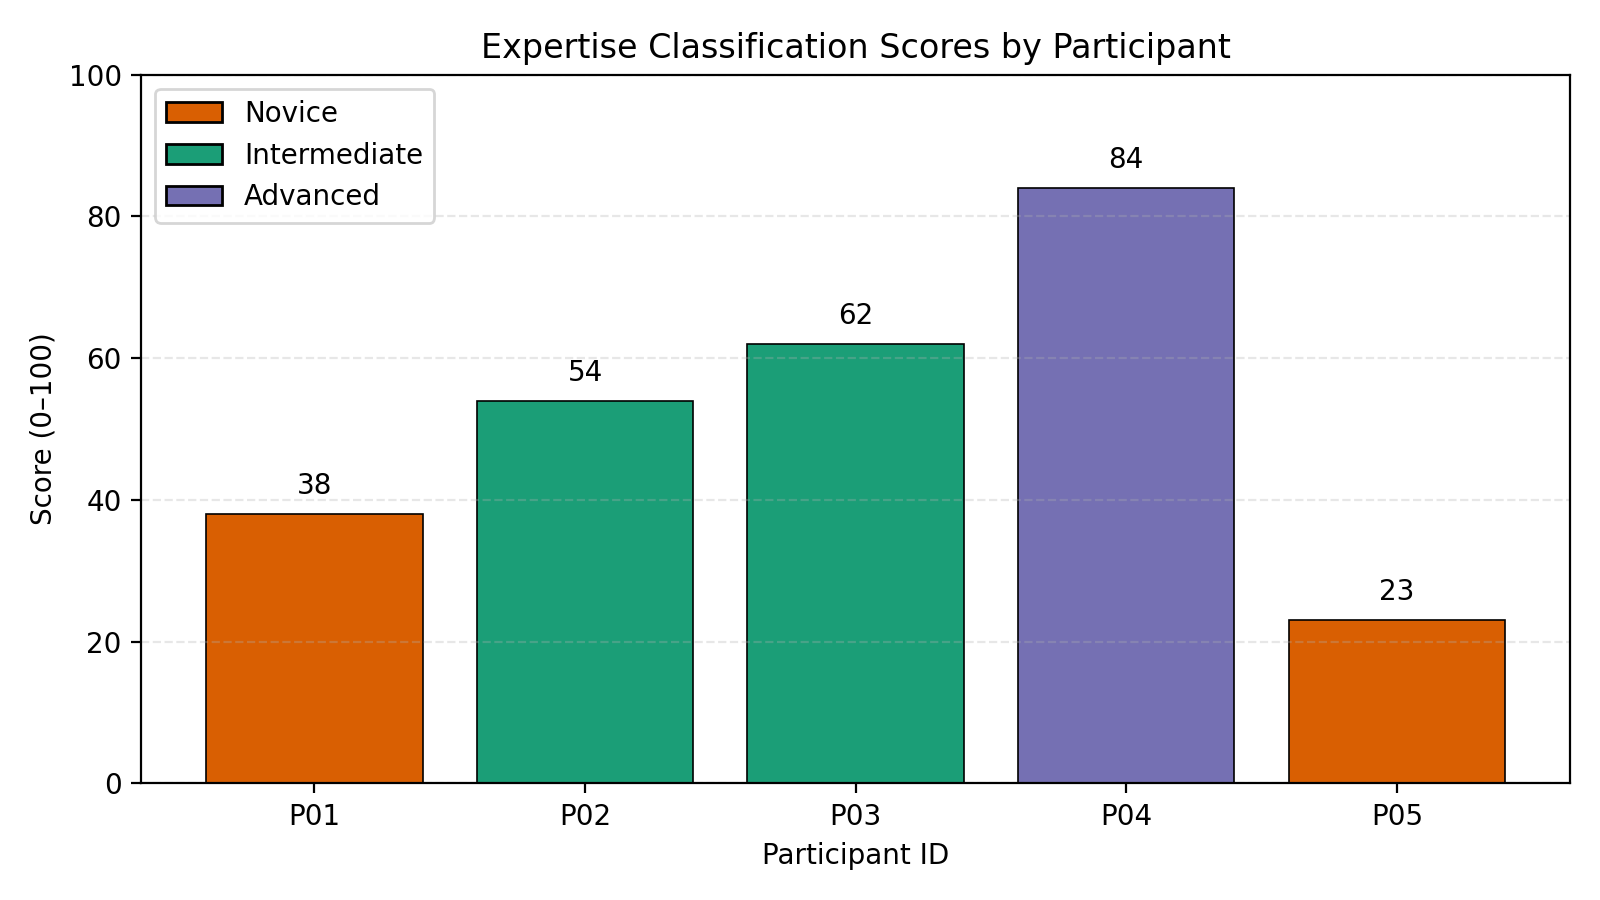 Expertise Classification Scores by Participant
Novice
Intermediate
Advanced
Score (0–100)
100
80
60
40
20
0
38
54
62
84
23
P01 P02 P03 P04 P05
Participant ID